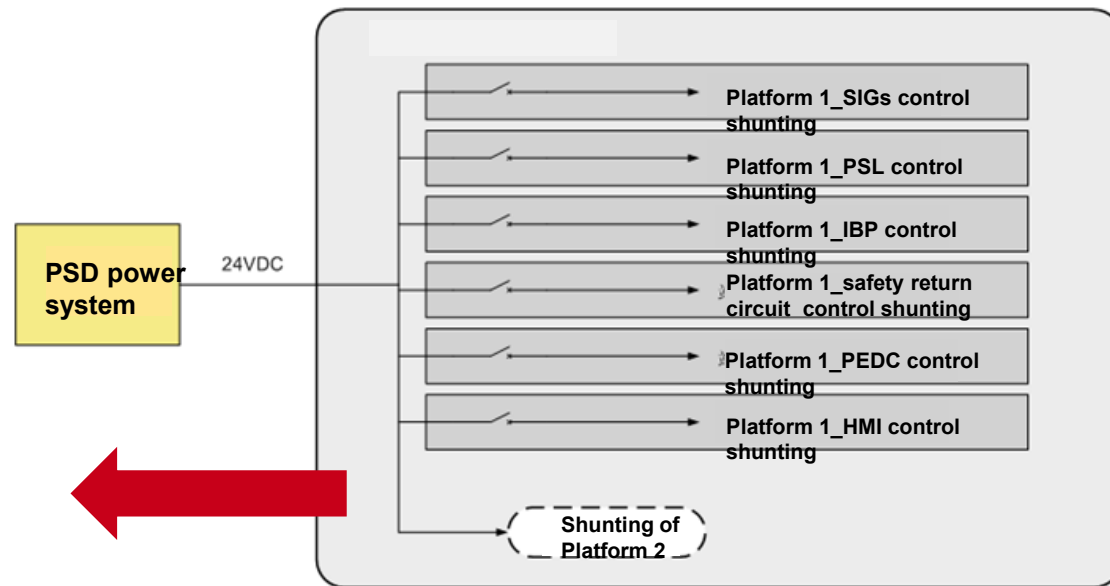 Platform 1_SIGs control
shunting
Platform 1_PSL control
shunting
Platform 1_IBP control
shunting
PSD power
system
24VDC
Platform 1_safety return
circuit control shunting
Platform 1_PEDC control
shunting
Platform 1_HMI control
shunting
Shunting of
Platform 2